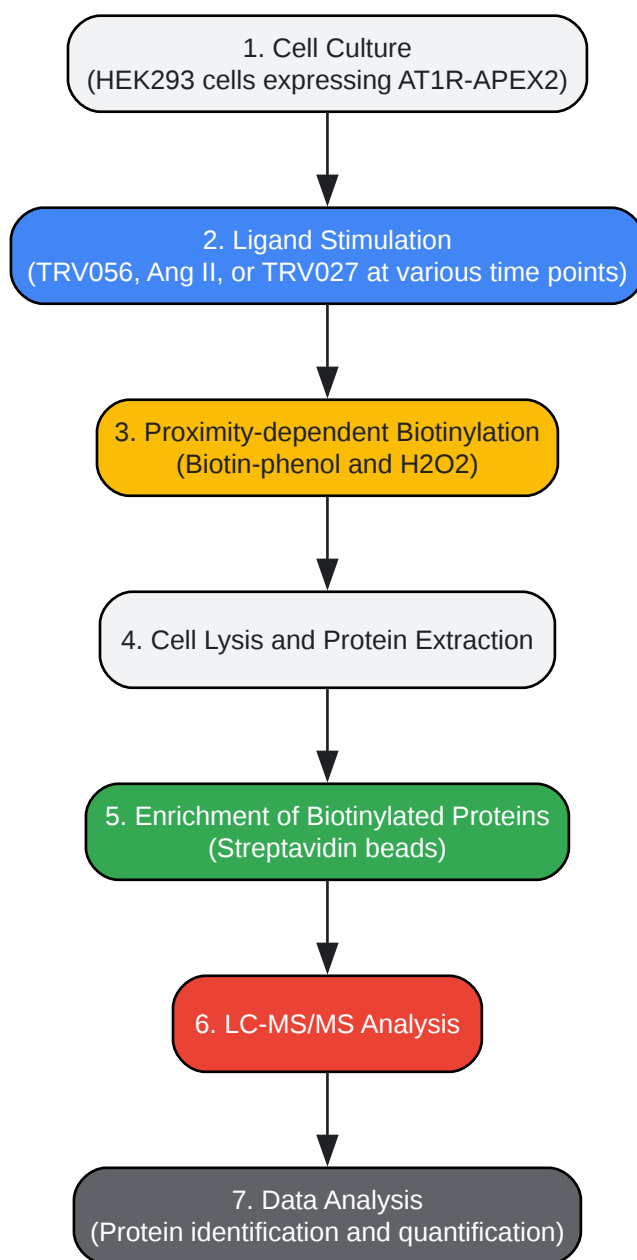 1. Cell Culture
(HEK293 cells expressing AT1R-APEX2)
2. Ligand Stimulation
(TRV056, Ang II, or TRV027 at various time points)
3. Proximity-dependent Biotinylation
(Biotin-phenol and H2O2)
4. Cell Lysis and Protein Extraction
5. Enrichment of Biotinylated Proteins
(Streptavidin beads)
6. LC-MS/MS Analysis
7. Data Analysis
(Protein identification and quantification)